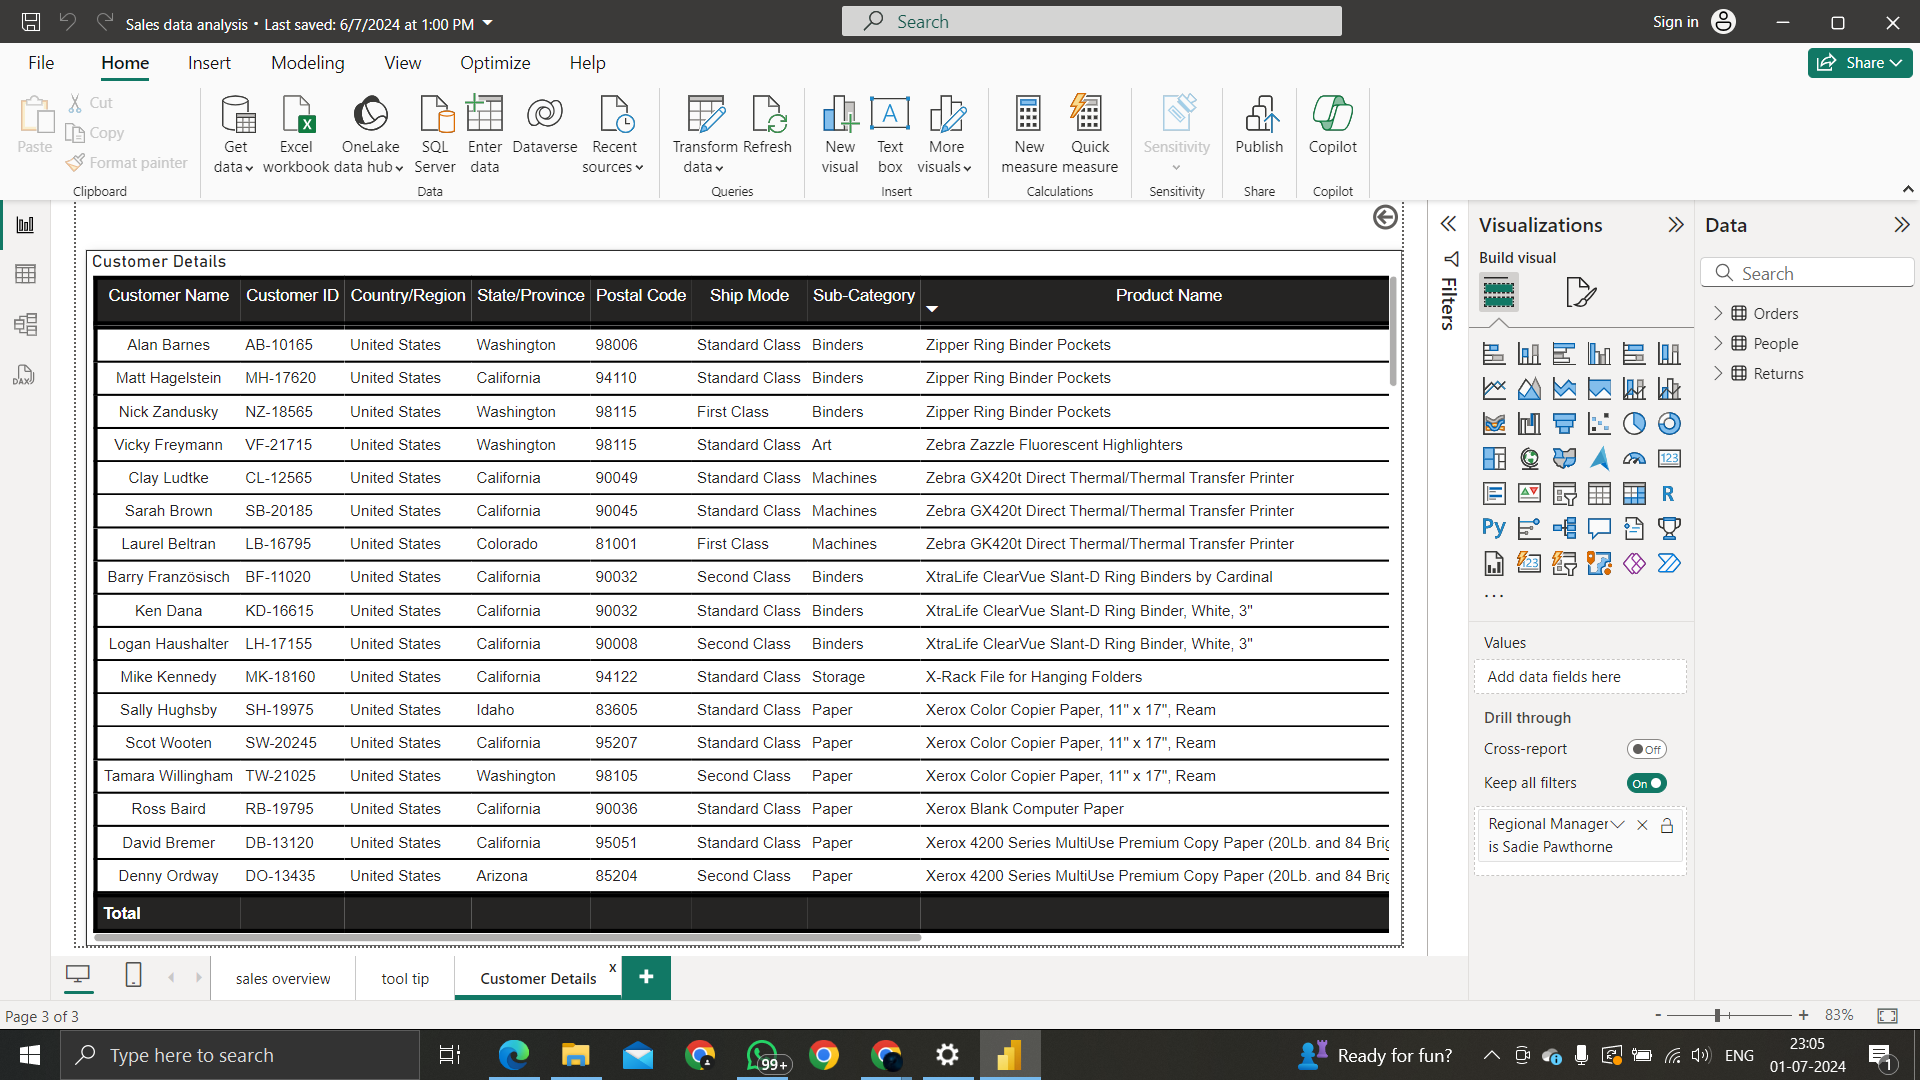 Sales data analysis • Last saved: 6/7/2024 at 1:00 PM
Search
Sign in
File Home Insert Modeling View Optimize Help
Share
Paste
Cut
Copy
Format painter
Clipboard
Get data
Excel workbook
OneLake data hub
SQL Server
Enter data
Dataverse
Recent sources
Data
Transform data
Refresh
Queries
New visual
Text box
More visuals
Insert
New measure
Quick measure
Calculations
Sensitivity
Sensitivity
Publish
Share
Copilot
Copilot
Customer Details
Customer Name Customer ID Country/Region State/Province Postal Code Ship Mode Sub-Category Product Name
Alan Barnes AB-10165 United States Washington 98006 Standard Class Binders Zipper Ring Binder Pockets
Matt Hagelstein MH-17620 United States California 94110 Standard Class Binders Zipper Ring Binder Pockets
Nick Zandusky NZ-18565 United States Washington 98115 First Class Binders Zipper Ring Binder Pockets
Vicky Freymann VF-21715 United States Washington 98115 Standard Class Art Zebra Zazzle Fluorescent Highlighters
Clay Ludtke CL-12565 United States California 90049 Standard Class Machines Zebra GX420t Direct Thermal/Thermal Transfer Printer
Sarah Brown SB-20185 United States California 90045 Standard Class Machines Zebra GX420t Direct Thermal/Thermal Transfer Printer
Laurel Beltran LB-16795 United States Colorado 81001 First Class Machines Zebra GK420t Direct Thermal/Thermal Transfer Printer
Barry Französisch BF-11020 United States California 90032 Second Class Binders XtraLife ClearVue Slant-D Ring Binders by Cardinal
Ken Dana KD-16615 United States California 90032 Standard Class Binders XtraLife ClearVue Slant-D Ring Binder, White, 3"
Logan Haushalter LH-17155 United States California 90008 Second Class Binders XtraLife ClearVue Slant-D Ring Binder, White, 3"
Mike Kennedy MK-18160 United States California 94122 Standard Class Storage X-Rack File for Hanging Folders
Sally Hughsby SH-19975 United States Idaho 83605 Standard Class Paper Xerox Color Copier Paper, 11" x 17", Ream
Scot Wooten SW-20245 United States California 95207 Standard Class Paper Xerox Color Copier Paper, 11" x 17", Ream
Tamara Willingham TW-21025 United States Washington 98105 Second Class Paper Xerox Color Copier Paper, 11" x 17", Ream
Ross Baird RB-19795 United States California 90036 Standard Class Paper Xerox Blank Computer Paper
David Bremer DB-13120 United States California 95051 Standard Class Paper Xerox 4200 Series MultiUse Premium Copy Paper (20Lb. and 84 Brig
Denny Ordway DO-13435 United States Arizona 85204 Second Class Paper Xerox 4200 Series MultiUse Premium Copy Paper (20Lb. and 84 Brig
Total
Filters
Visualizations
Build visual
123
R
Py
123
...
Values
Add data fields here
Drill through
Cross-report
Off
Keep all filters
On
Regional Manager
is Sadie Pawthorne
Data
Search
Orders
People
Returns
DAX
sales overview
tool tip
Customer Details
x
+
Page 3 of 3
- + 83%
Type here to search
99+
Ready for fun?
ENG
23:05
01-07-2024
1